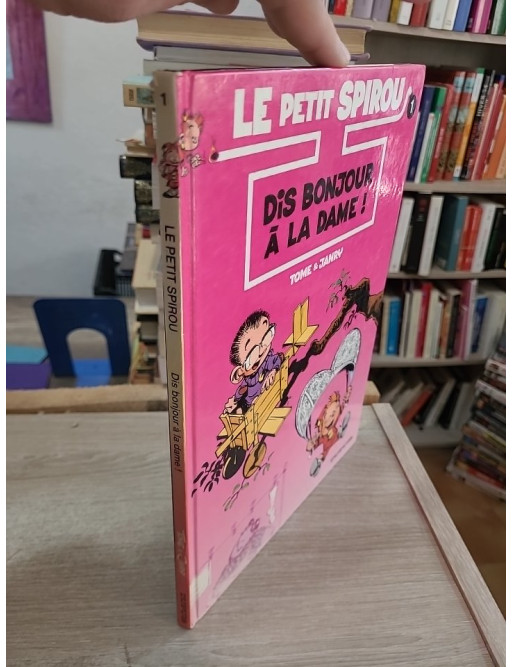 LE PETIT SPIROU
1
DIS BONJOUR
À LA DAME !
TOME & JANRY
1
LE PETIT SPIROU
Dis bonjour à la dame !